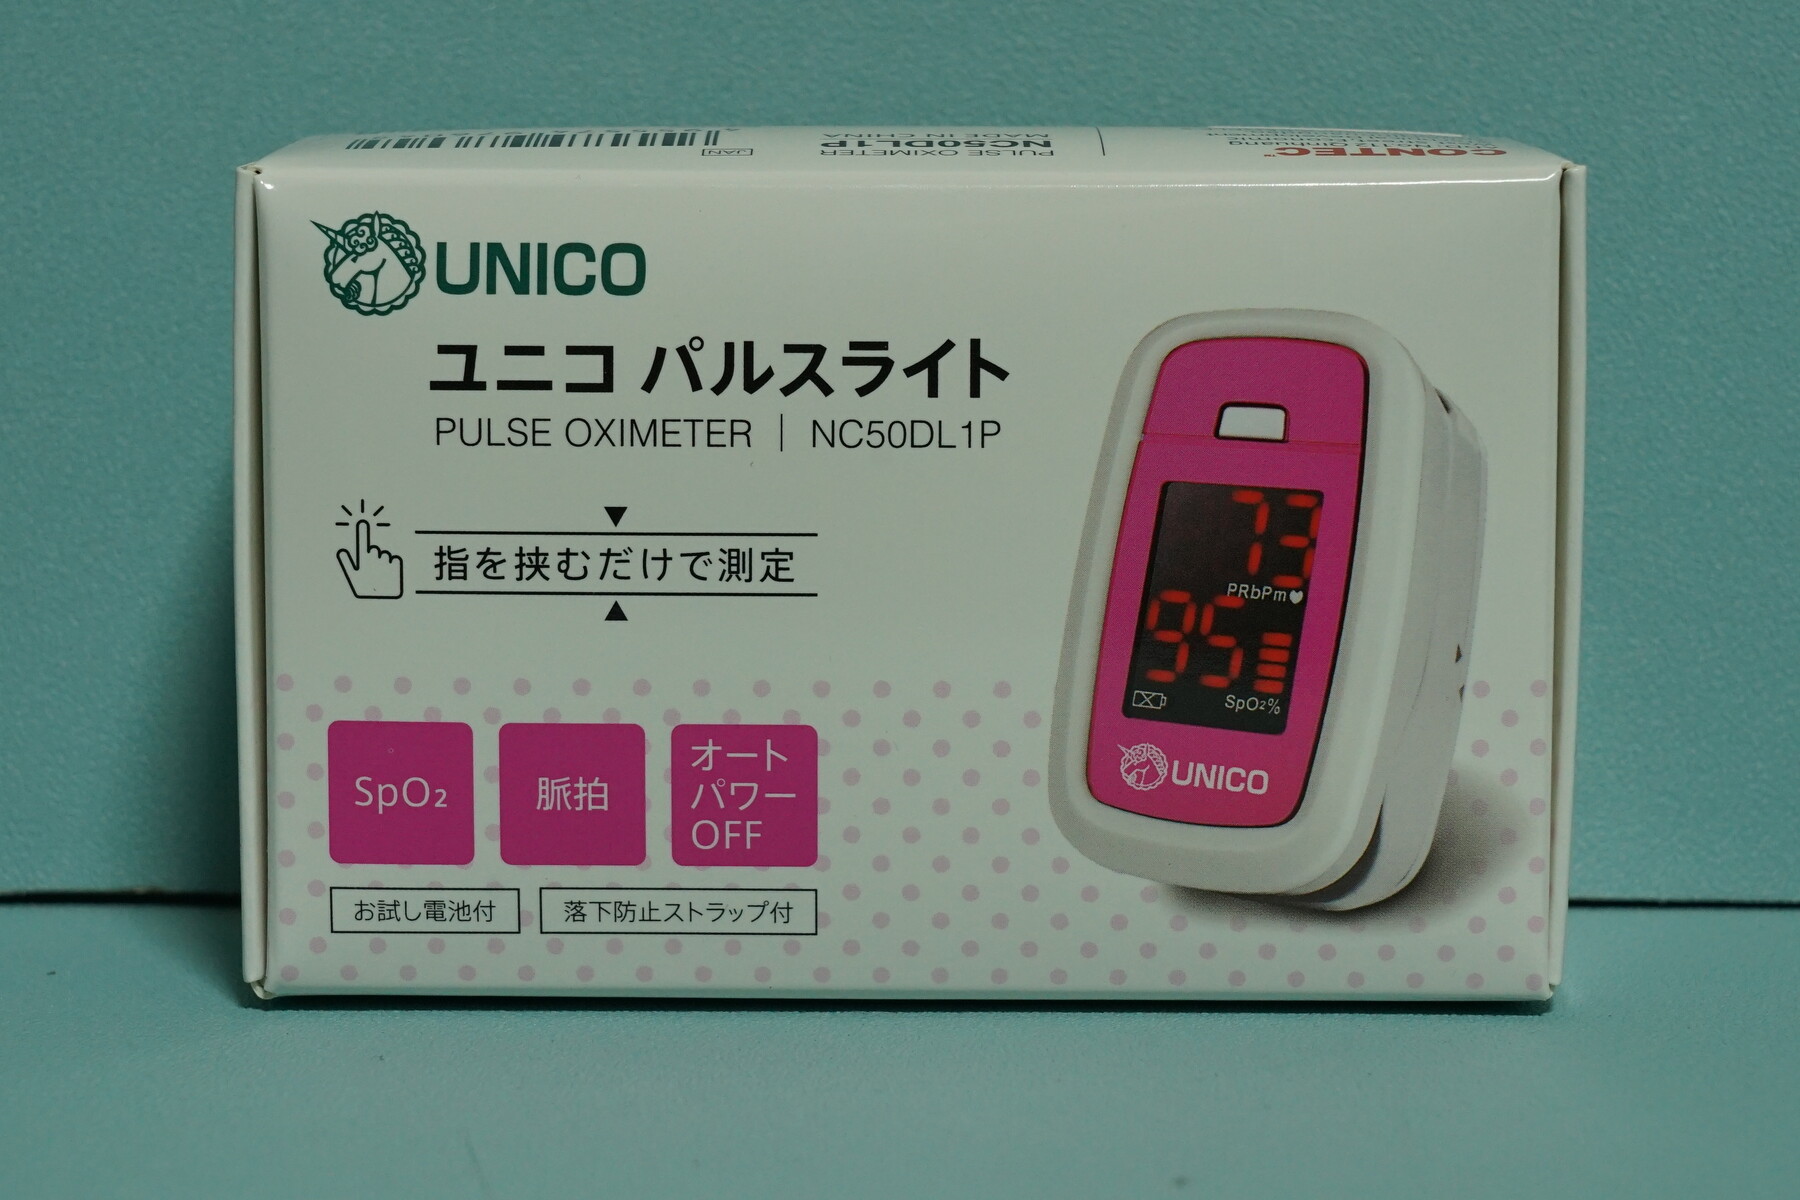 CONTEC
PULSE OXIMETER
NC50DL1P
MADE IN CHINA
JAN
UNICO
ユニコ パルスライト
PULSE OXIMETER | NC50DL1P
指を挟むだけで測定
73
PRbPm
95
SpO2%
UNICO
SpO2
脈拍
オート
パワー
OFF
お試し電池付
落下防止ストラップ付